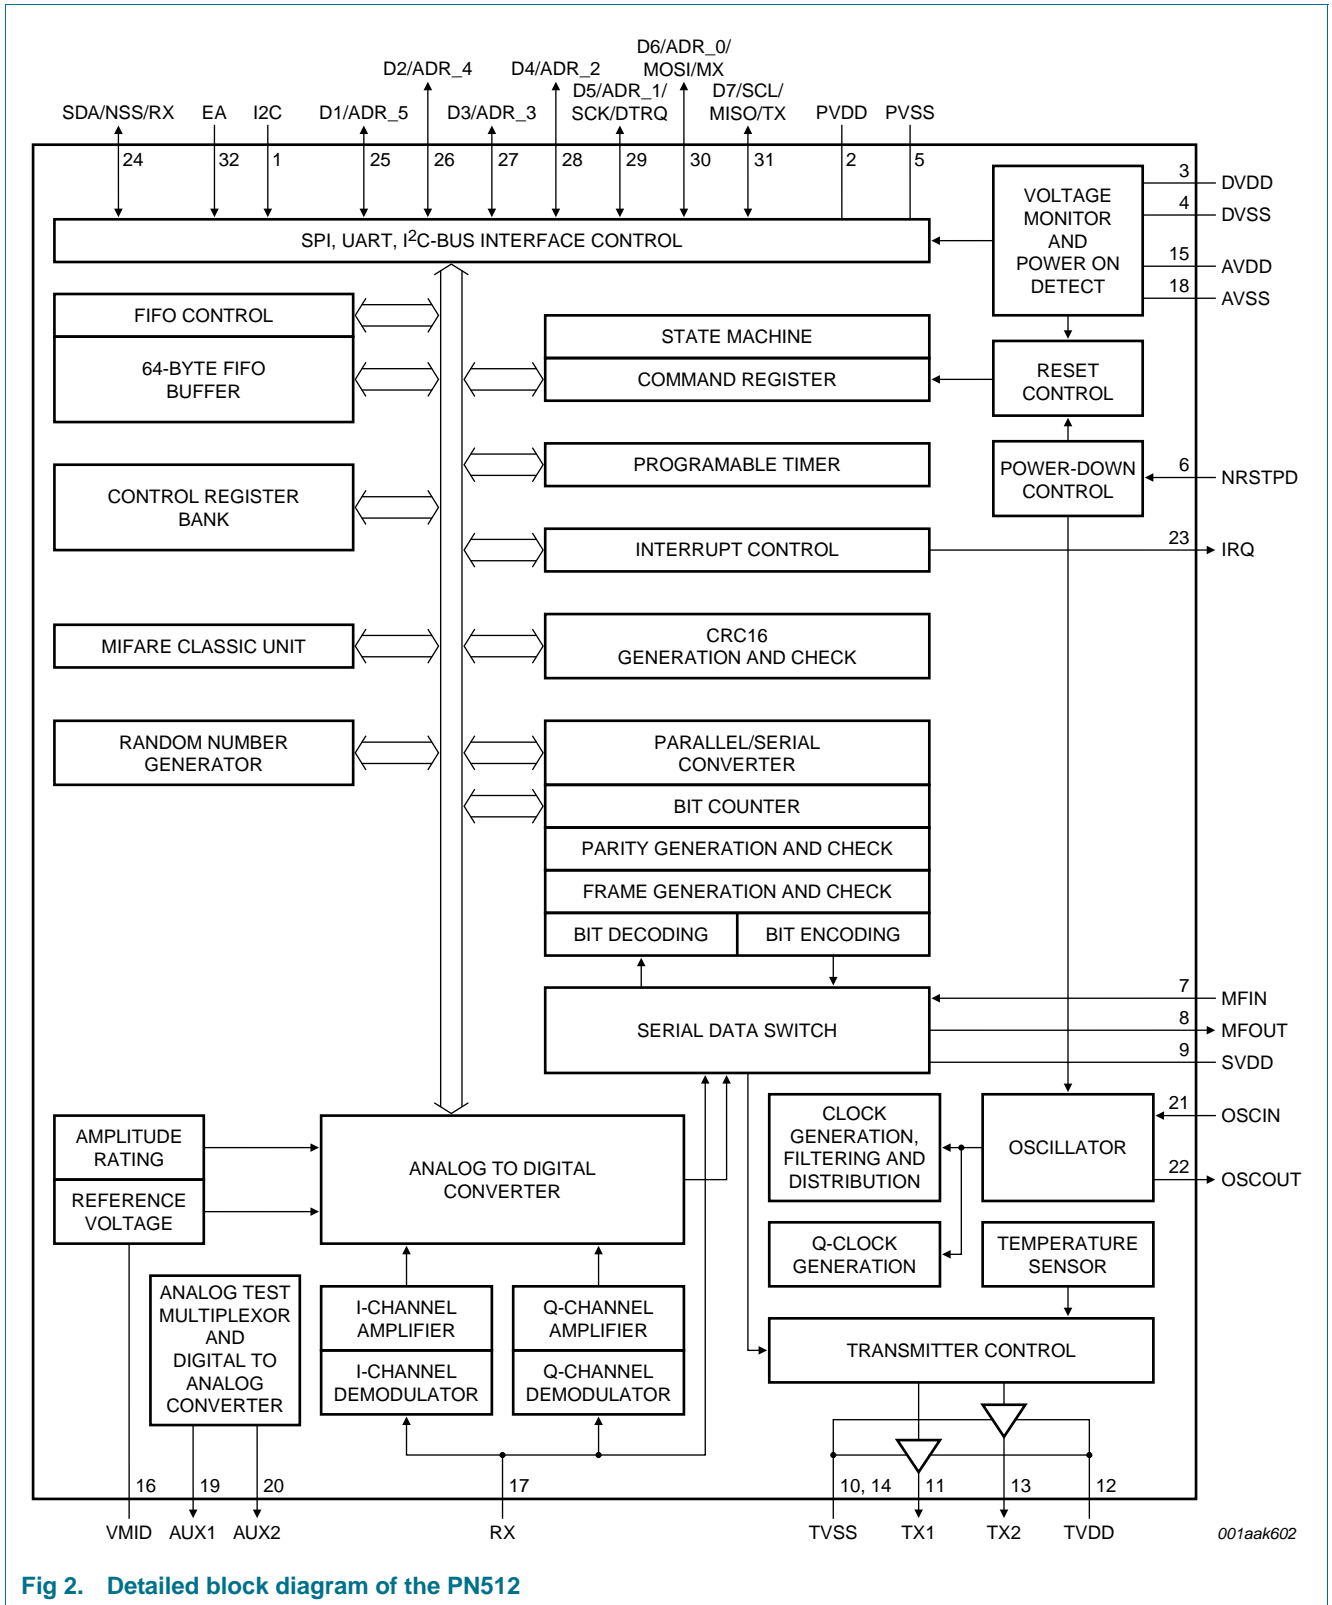 D6/ADR_0/
MOSI/MX
D2/ADR_4
D4/ADR_2
D5/ADR_1/
SCK/DTRQ
D7/SCL/
MISO/TX
SDA/NSS/RX
EA
I2C
D1/ADR_5
D3/ADR_3
PVDD
PVSS
24
32
1
25
26
27
28
29
30
31
2
5
3
DVDD
4
DVSS
15
AVDD
18
AVSS
VOLTAGE
MONITOR
AND
POWER ON
DETECT
SPI, UART, I2C-BUS INTERFACE CONTROL
FIFO CONTROL
64-BYTE FIFO
BUFFER
STATE MACHINE
COMMAND REGISTER
RESET
CONTROL
CONTROL REGISTER
BANK
PROGRAMABLE TIMER
POWER-DOWN
CONTROL
6
NRSTPD
INTERRUPT CONTROL
23
IRQ
MIFARE CLASSIC UNIT
CRC16
GENERATION AND CHECK
RANDOM NUMBER
GENERATOR
PARALLEL/SERIAL
CONVERTER
BIT COUNTER
PARITY GENERATION AND CHECK
FRAME GENERATION AND CHECK
BIT DECODING
BIT ENCODING
SERIAL DATA SWITCH
7
MFIN
8
MFOUT
9
SVDD
AMPLITUDE
RATING
REFERENCE
VOLTAGE
ANALOG TO DIGITAL
CONVERTER
CLOCK
GENERATION,
FILTERING AND
DISTRIBUTION
OSCILLATOR
21
OSCIN
22
OSCOUT
Q-CLOCK
GENERATION
TEMPERATURE
SENSOR
ANALOG TEST
MULTIPLEXOR
AND
DIGITAL TO
ANALOG
CONVERTER
I-CHANNEL
AMPLIFIER
I-CHANNEL
DEMODULATOR
Q-CHANNEL
AMPLIFIER
Q-CHANNEL
DEMODULATOR
TRANSMITTER CONTROL
16
19
20
17
10, 14
11
13
12
VMID
AUX1
AUX2
RX
TVSS
TX1
TX2
TVDD
001aak602
Fig 2. Detailed block diagram of the PN512